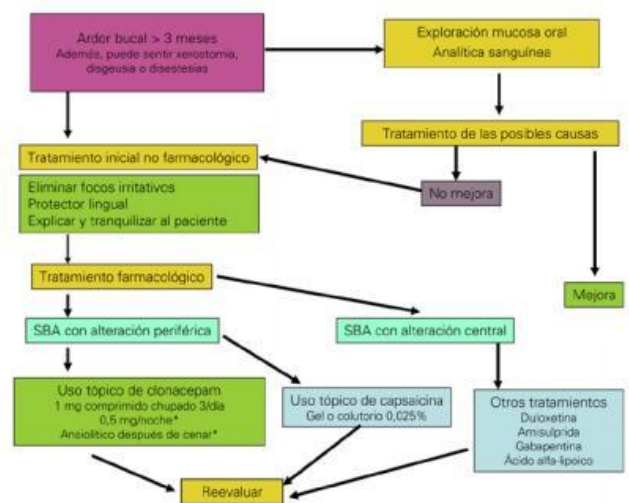 Ardor bucal > 3 meses
Además, puede sentir xerostomia,
disgeusia o disestesias
Exploración mucosa oral
Analítica sanguínea
Tratamiento de las posibles causas
Tratamiento inicial no farmacológico
Eliminar focos irritativos
Protector lingual
Explicar y tranquilizar al paciente
No mejora
Tratamiento farmacológico
Mejora
SBA con alteración periférica
SBA con alteración central
Uso tópico de clonacepam
1 mg comprimido chupado 3/día
0,5 mg/noche*
Ansiolítico después de cenar*
Uso tópico de capsaicina
Gel o colutorio 0,025%
Otros tratamientos
Duloxetina
Amisulprida
Gabapentina
Ácido alfa-lipoico
Reevaluar